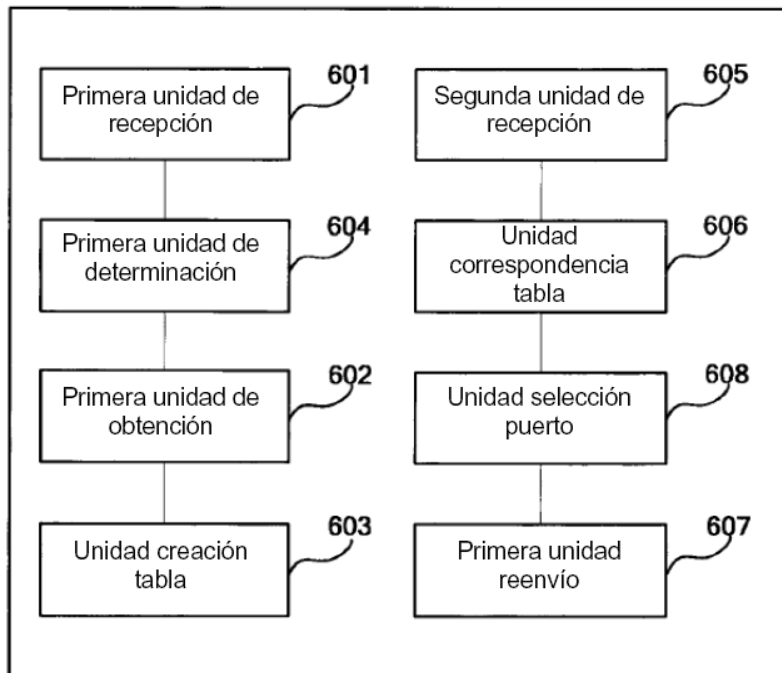 601
Primera unidad de
recepción
605
Segunda unidad de
recepción
604
Primera unidad de
determinación
606
Unidad
correspondencia
tabla
602
Primera unidad de
obtención
608
Unidad selección
puerto
603
Unidad creación
tabla
607
Primera unidad
reenvío